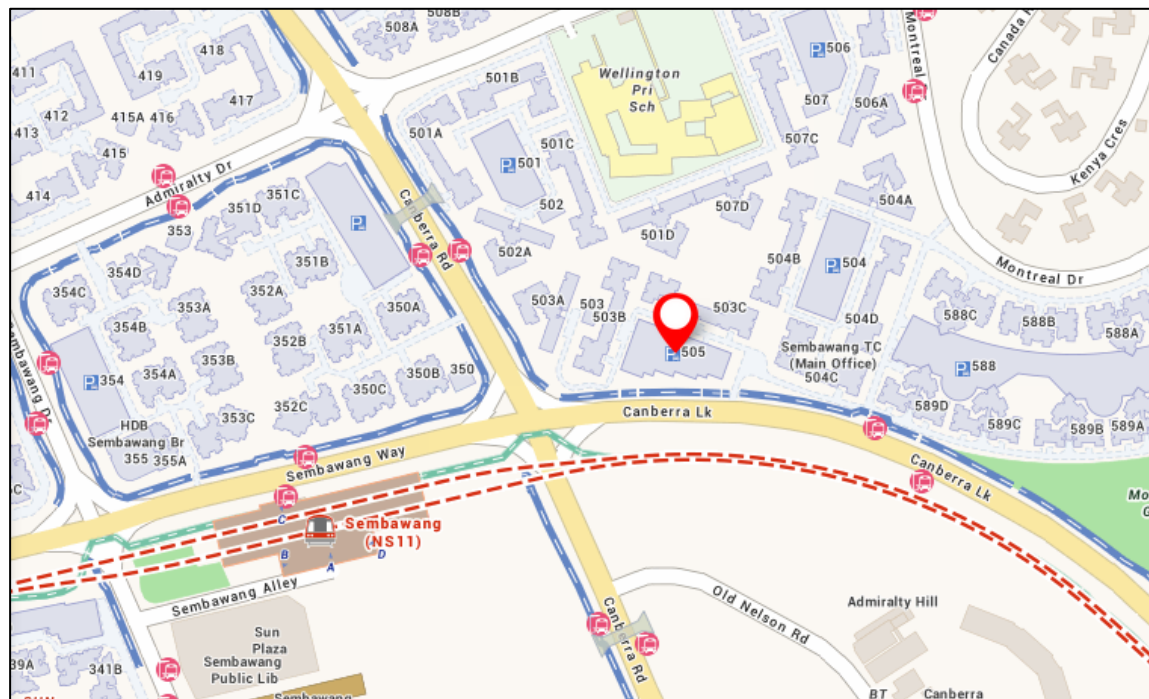 508A
418
411
419
412
417
415A
416
413
415
414
Admiralty Dr
501B
501A
501C
P
501
502
502A
Wellington
Pri
Sch
P
506
507
506A
507C
507D
501D
Montreal
Canada
Kenya Cres
Montreal Dr
504A
504B
P
504
504D
503C
503A
503
503B
P
505
Sembawang TC
(Main Office)
504C
588C
588B
588A
P
588
589D
589C
589B
589A
Canberra Rd
P
351C
351D
353
351B
354D
354C
352A
353A
350A
354B
351A
352B
353B
P
354
354A
350B
350
350C
352C
353C
HDB
Sembawang Br
355
355A
Sembawang Dr
Sembawang Way
Canberra Lk
Canberra Lk
C
Sembawang
(NS11)
B
D
A
Sembawang Alley
Sun
Plaza
Sembawang
Public Lib
Sembawang
39A
341B
Canberra Rd
Old Nelson Rd
Admiralty Hill
BT
Canberra